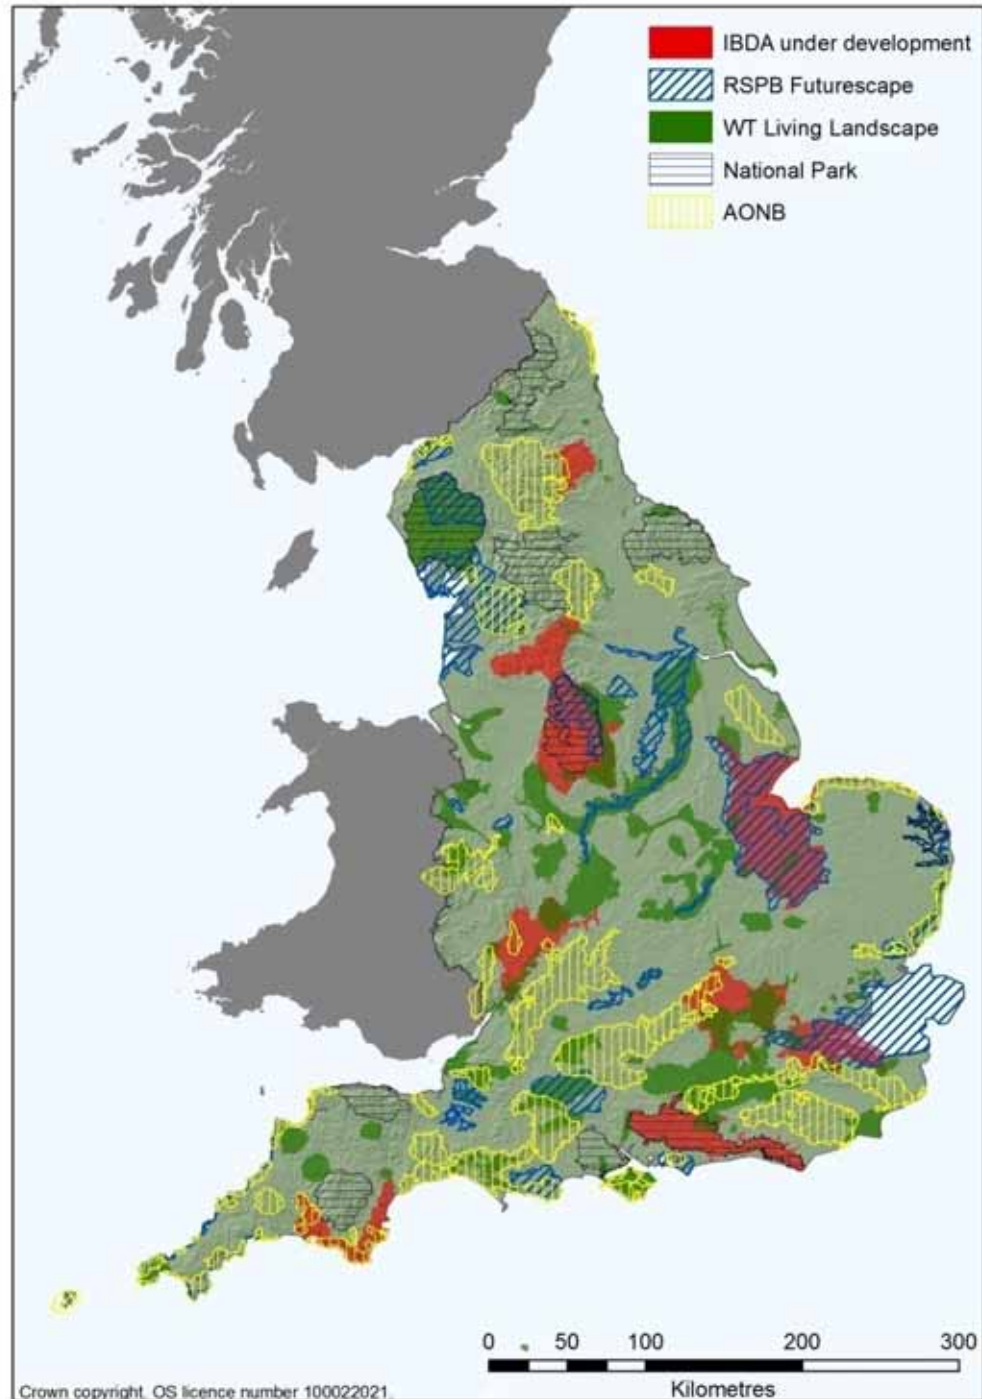 IBDA under development
RSPB Futurescape
WT Living Landscape
National Park
AONB
0 50 100 200 300
Kilometres
Crown copyright. OS licence number 100022021.